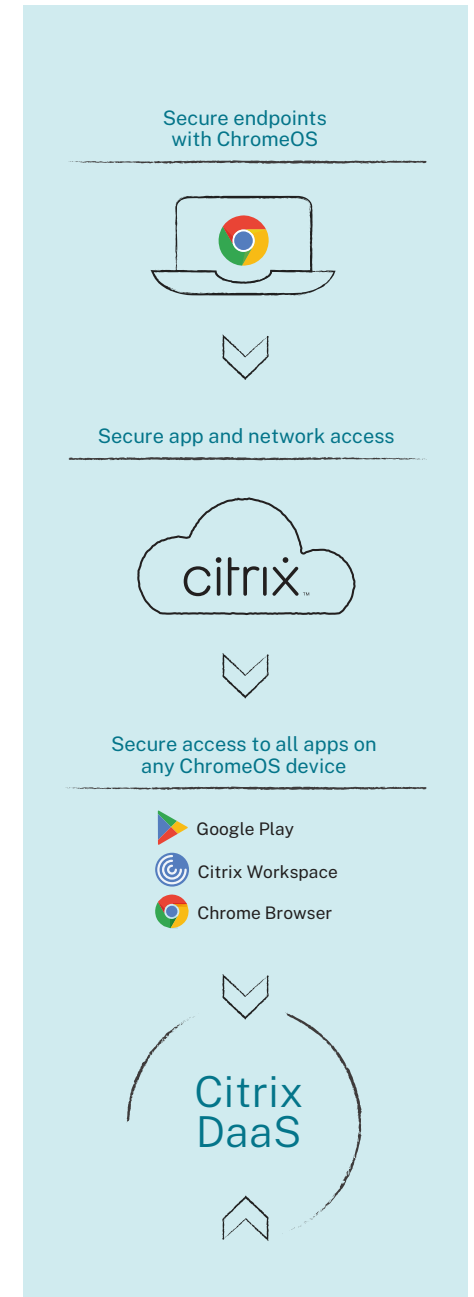 Secure endpoints
with ChromeOS
Secure app and network access
citrix™
Secure access to all apps on
any ChromeOS device
Google Play
Citrix Workspace
Chrome Browser
Citrix
DaaS